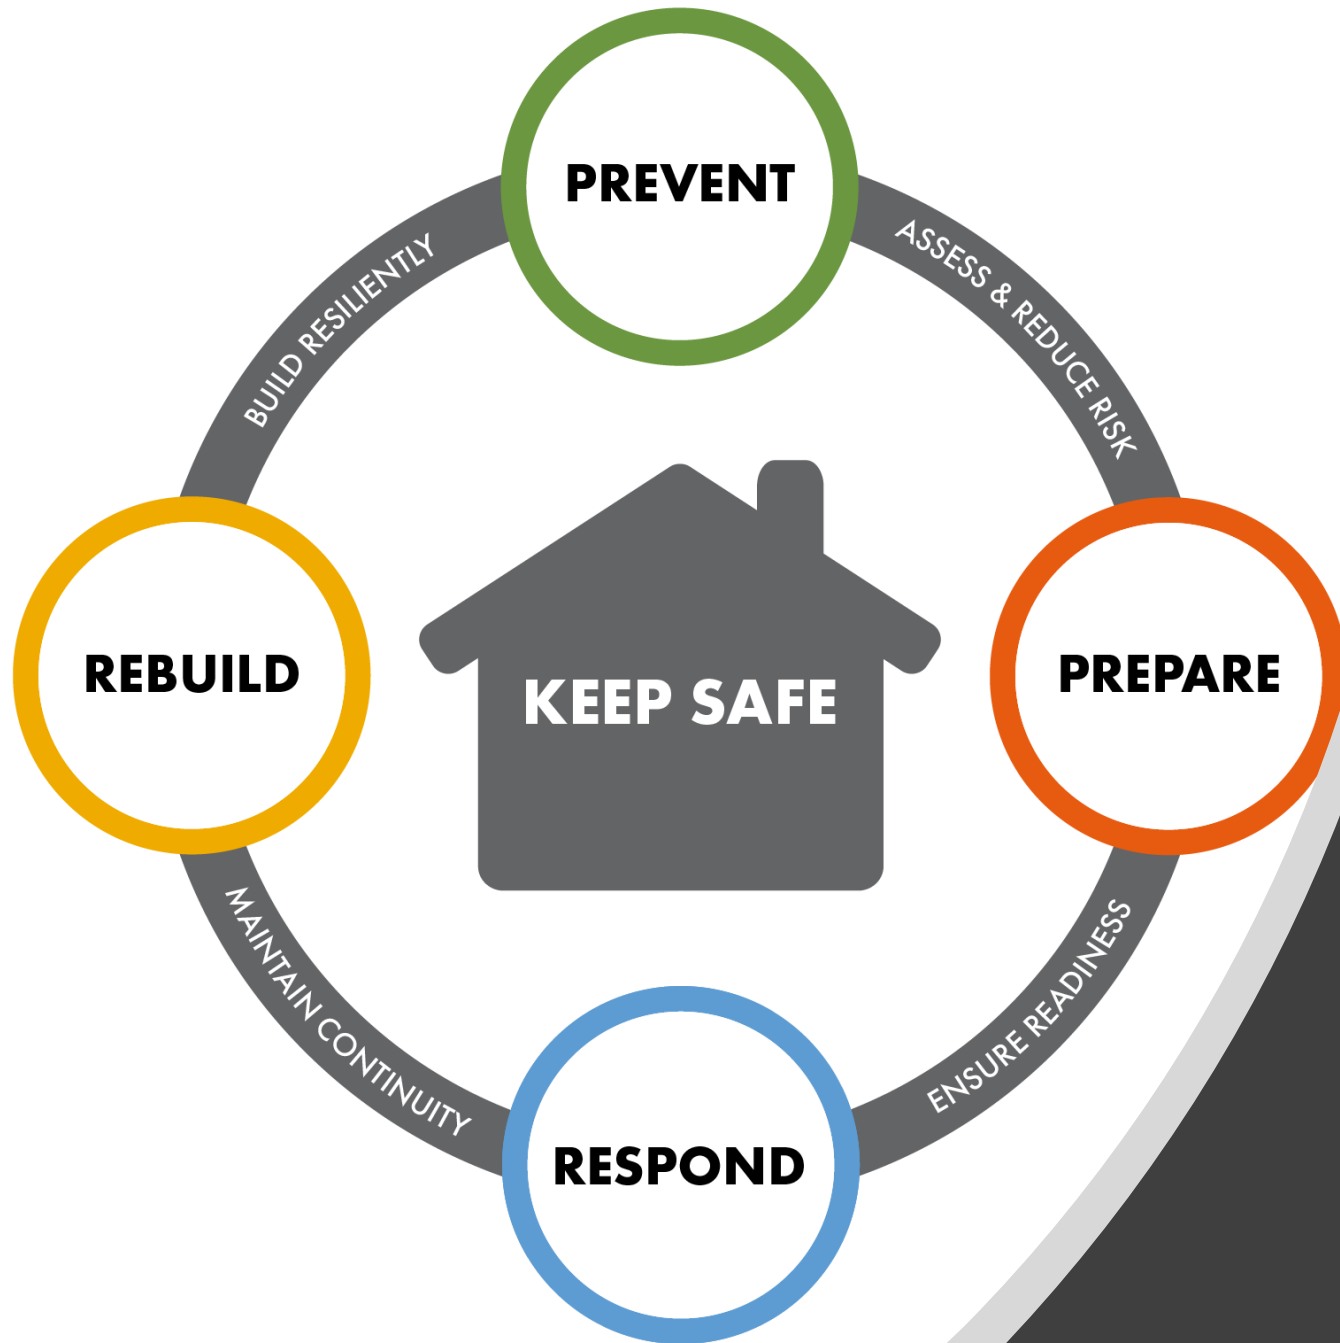 PREVENT
ASSESS & REDUCE RISK
PREPARE
ENSURE READINESS
RESPOND
MAINTAIN CONTINUITY
REBUILD
BUILD RESILIENTLY
KEEP SAFE